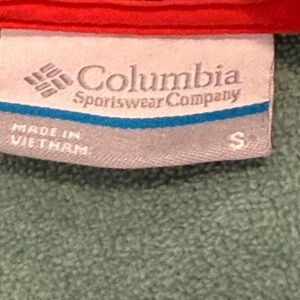 Columbia
Sportswear Company
MADE IN
VIETNAM
S